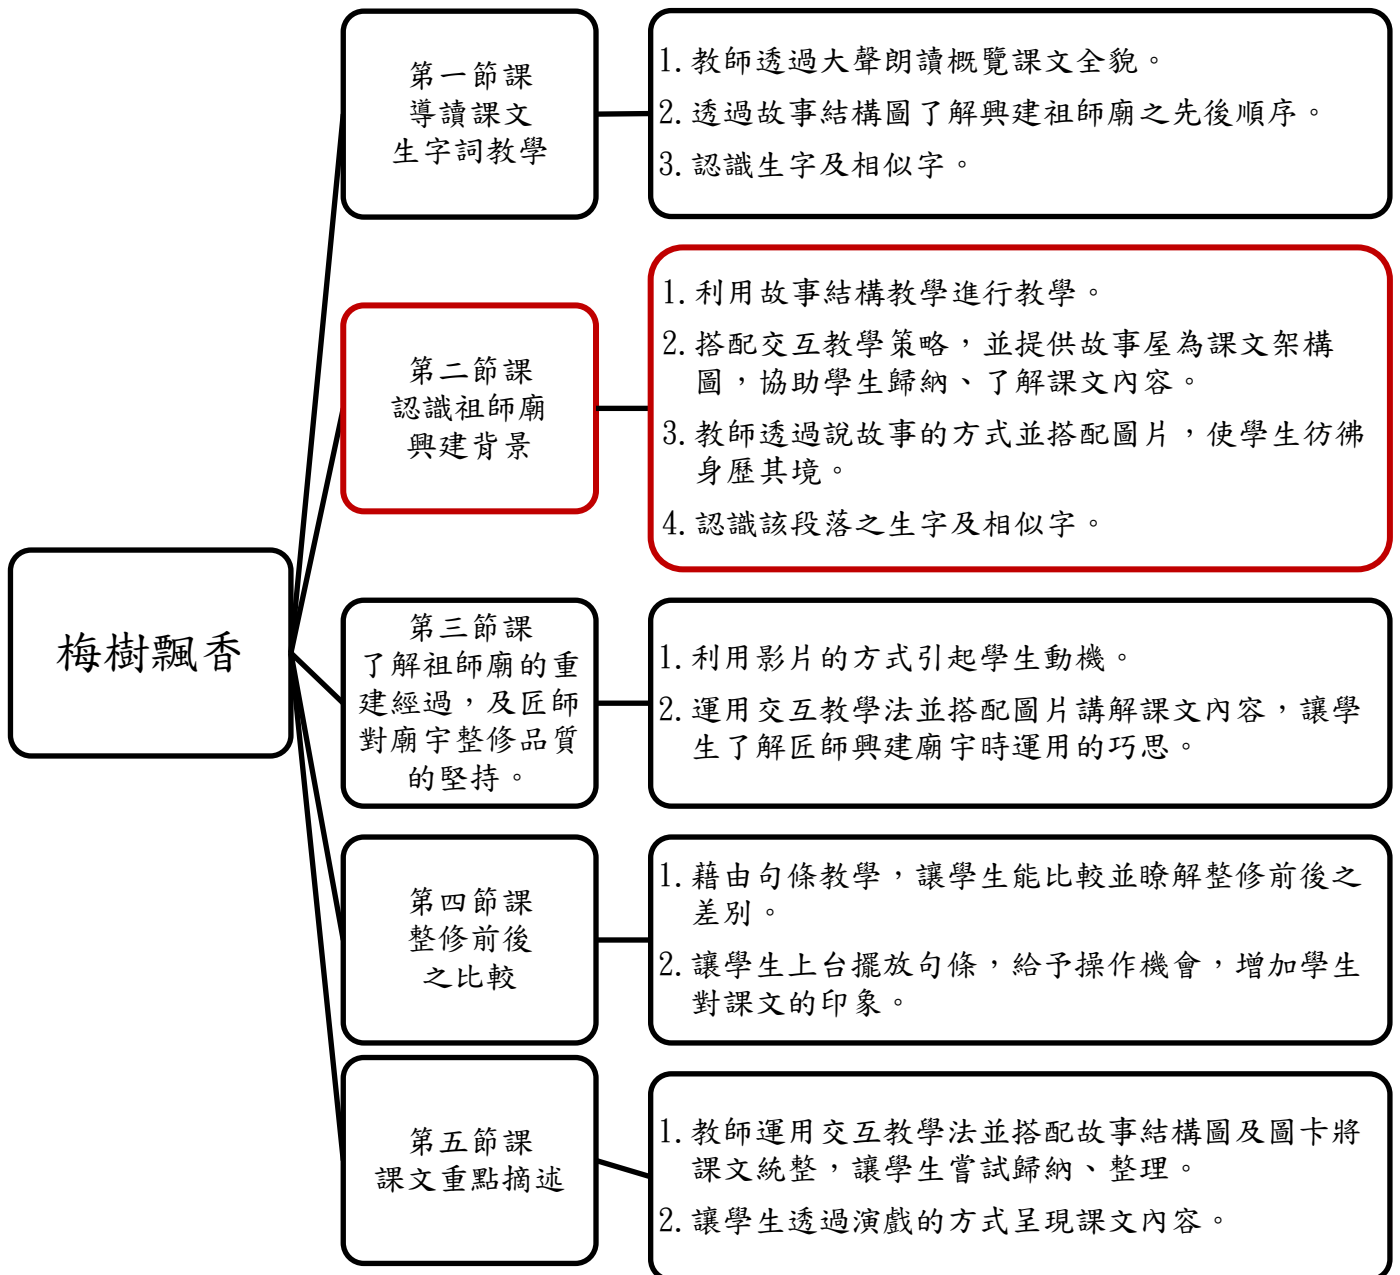 梅樹飄香
第一節課
導讀課文
生字詞教學
1.教師透過大聲朗讀概覽課文全貌。
2.透過故事結構圖了解興建祖師廟之先後順序。
3.認識生字及相似字。
第二節課
認識祖師廟
興建背景
1.利用故事結構教學進行教學。
2.搭配交互教學策略，並提供故事屋為課文架構
圖，協助學生歸納、了解課文內容。
3.教師透過說故事的方式並搭配圖片，使學生彷彿
身歷其境。
4.認識該段落之生字及相似字。
第三節課
了解祖師廟的重
建經過，及匠師
對廟宇整修品質
的堅持。
1.利用影片的方式引起學生動機。
2.運用交互教學法並搭配圖片講解課文內容，讓學
生了解匠師興建廟宇時運用的巧思。
第四節課
整修前後
之比較
1.藉由句條教學，讓學生能比較並瞭解整修前後之
差別。
2.讓學生上台擺放句條，給予操作機會，增加學生
對課文的印象。
第五節課
課文重點摘述
1.教師運用交互教學法並搭配故事結構圖及圖卡將
課文統整，讓學生嘗試歸納、整理。
2.讓學生透過演戲的方式呈現課文內容。